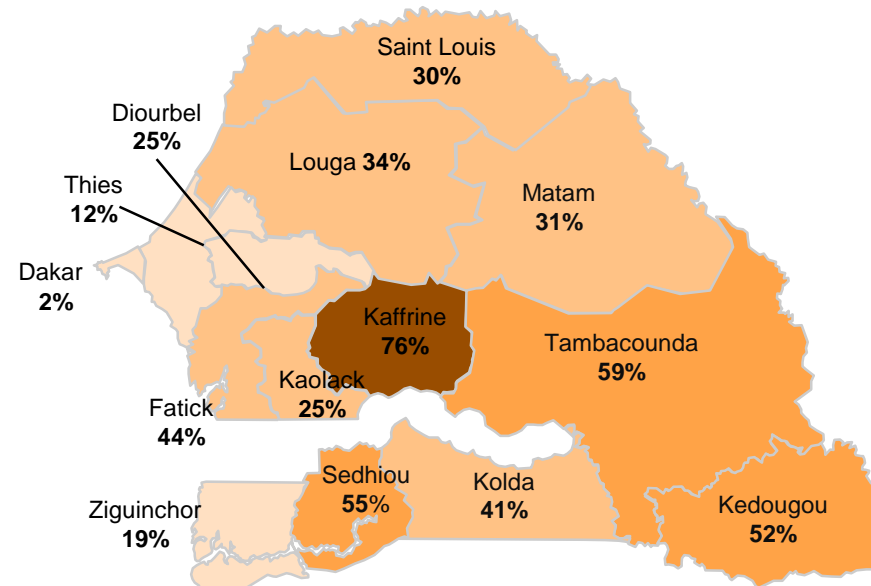 Saint Louis
30%
Diourbel
25%
Louga 34%
Thies
12%
Matam
31%
Dakar
2%
Kaffrine
76%
Tambacounda
59%
Kaolack
25%
Fatick
44%
Sedhiou
55%
Kolda
41%
Kedougou
52%
Ziguinchor
19%